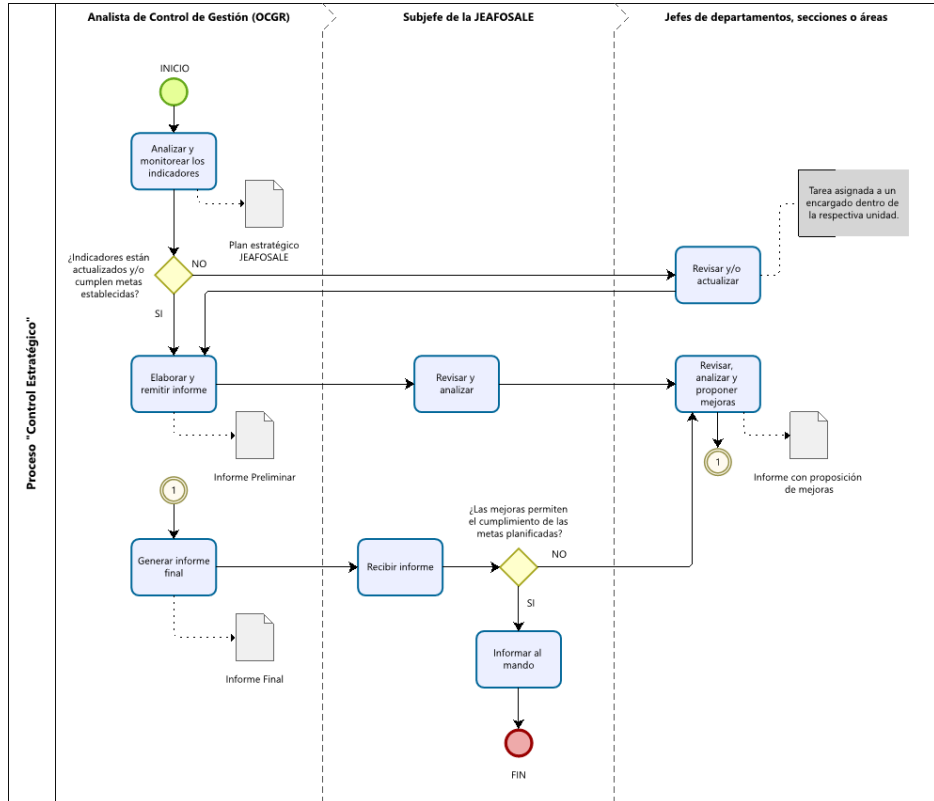 Proceso "Control Estratégico"
Analista de Control de Gestión (OCGR)
Subjefe de la JEAFOSALE
Jefes de departamentos, secciones o áreas
INICIO
Analizar y
monitorear los
indicadores
Plan estratégico
JEAFOSALE
Tarea asignada a un
encargado dentro de
la respectiva unidad.
¿Indicadores están
actualizados y/o
cumplen metas
establecidas?
NO
SI
Revisar y/o
actualizar
Elaborar y
remitir informe
Informe Preliminar
Revisar y
analizar
Revisar,
analizar y
proponer
mejoras
1
Informe con proposición
de mejoras
1
Generar informe
final
Informe Final
Recibir informe
¿Las mejoras permiten
el cumplimiento de las
metas planificadas?
NO
SI
Informar al
mando
FIN